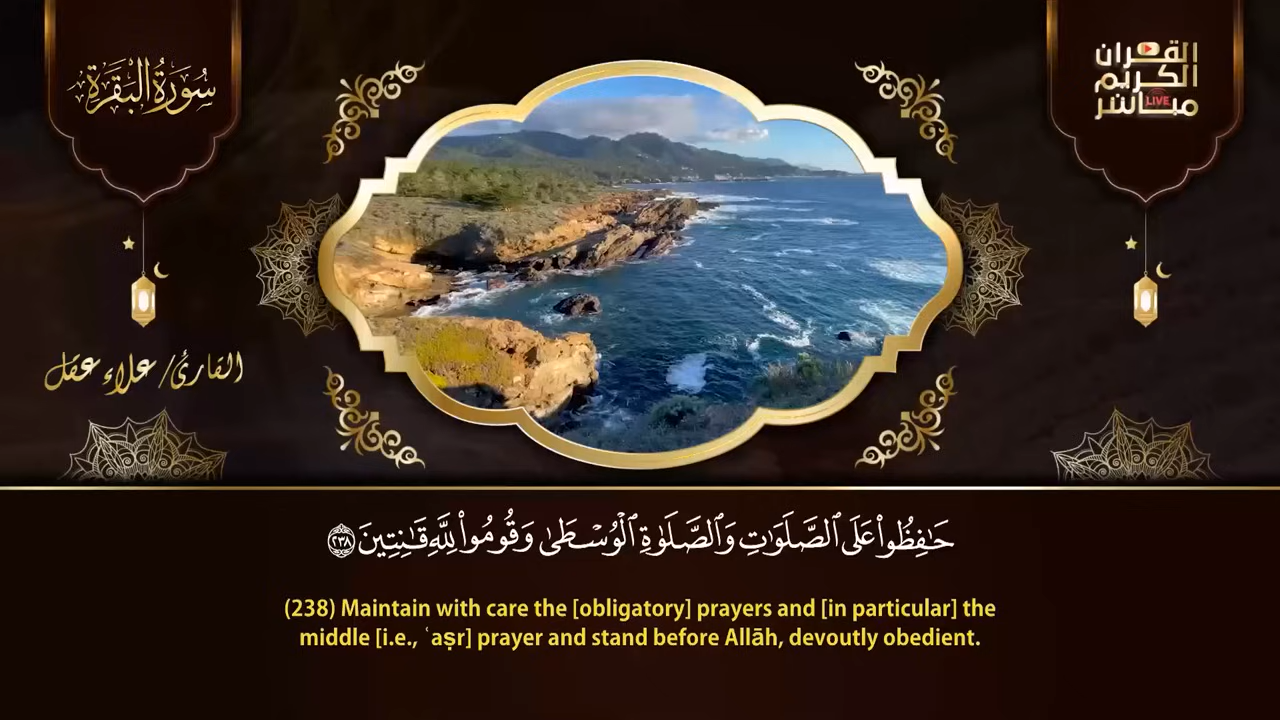 سُورَةُ البَقَرَةِ
القرآن
الكريم
مباشر
LIVE
القارئ/ علاء عقل
حَـٰفِظُوا۟ عَلَى ٱلصَّلَوَٰتِ وَٱلصَّلَوٰةِ ٱلْوُسْطَىٰ وَقُومُوا۟ لِلَّهِ قَـٰنِتِينَ ٢٣٨
(238) Maintain with care the [obligatory] prayers and [in particular] the
middle [i.e., ʿaṣr] prayer and stand before Allāh, devoutly obedient.